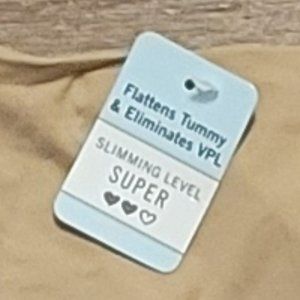 Flattens Tummy
& Eliminates VPL
SLIMMING LEVEL
SUPER